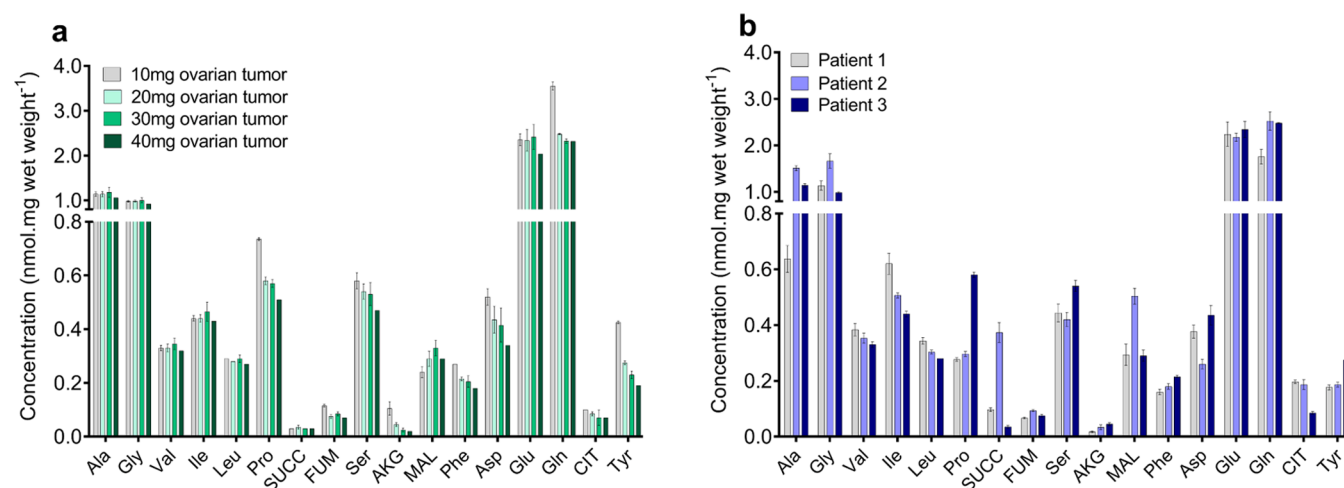 a
Concentration (nmol.mg wet weight-1)
4.0
3.0
2.0
1.0
0.8
0.6
0.4
0.2
0.0
10mg ovarian tumor
20mg ovarian tumor
30mg ovarian tumor
40mg ovarian tumor
Ala Gly Val Ile Leu Pro SUCC FUM Ser AKG MAL Phe Asp Glu Gln CIT Tyr
b
Concentration (nmol.mg wet weight-1)
4.0
3.0
2.0
1.0
0.8
0.6
0.4
0.2
0.0
Patient 1
Patient 2
Patient 3
Ala Gly Val Ile Leu Pro SUCC FUM Ser AKG MAL Phe Asp Glu Gln CIT Tyr